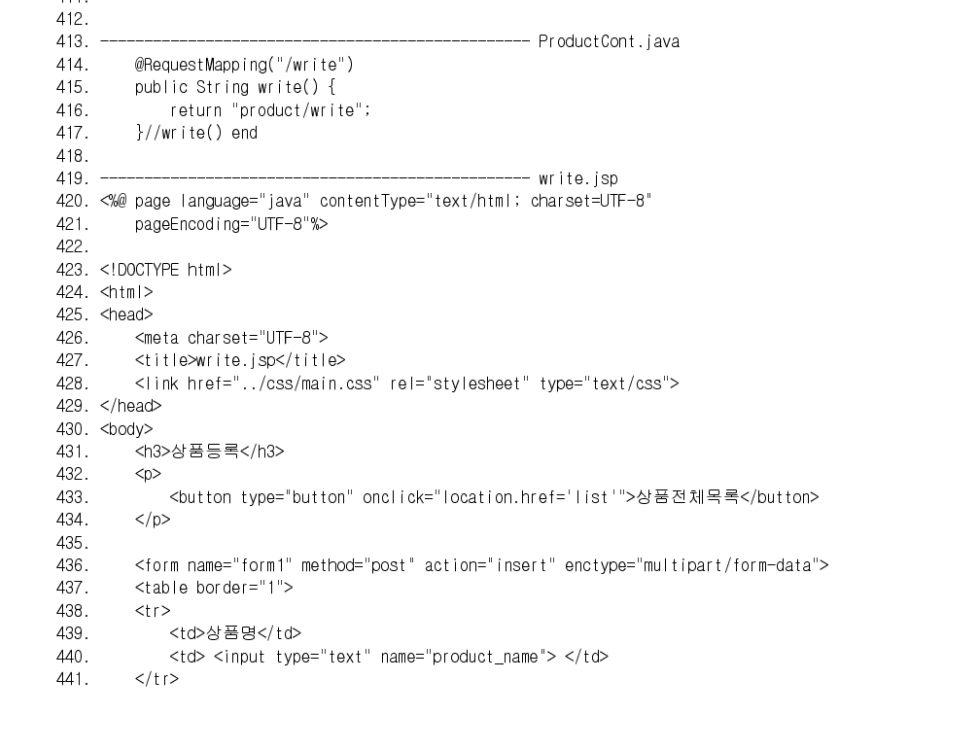 412.
413. ------------------------------------------------- ProductCont.java
414.     @RequestMapping("/write")
415.     public String write() {
416.         return "product/write";
417.     }//write() end
418.
419. ------------------------------------------------- write.jsp
420. <%@ page language="java" contentType="text/html; charset=UTF-8"
421.     pageEncoding="UTF-8"%>
422.
423. <!DOCTYPE html>
424. <html>
425. <head>
426.     <meta charset="UTF-8">
427.     <title>write.jsp</title>
428.     <link href="../css/main.css" rel="stylesheet" type="text/css">
429. </head>
430. <body>
431.     <h3>상품등록</h3>
432.     <p>
433.         <button type="button" onclick="location.href='list'">상품전체목록</button>
434.     </p>
435.
436.     <form name="form1" method="post" action="insert" enctype="multipart/form-data">
437.     <table border="1">
438.     <tr>
439.         <td>상품명</td>
440.         <td> <input type="text" name="product_name"> </td>
441.     </tr>